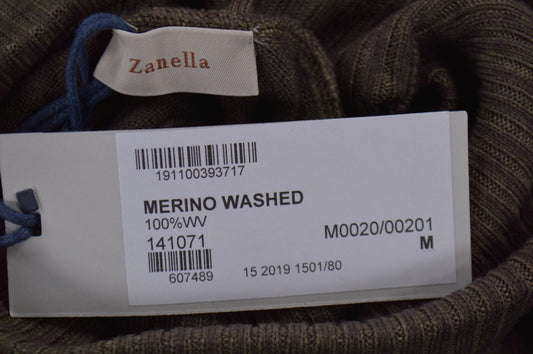 Zanella
191100393717
MERINO WASHED
100%WV
141071
M0020/00201
M
607489
15 2019 1501/80